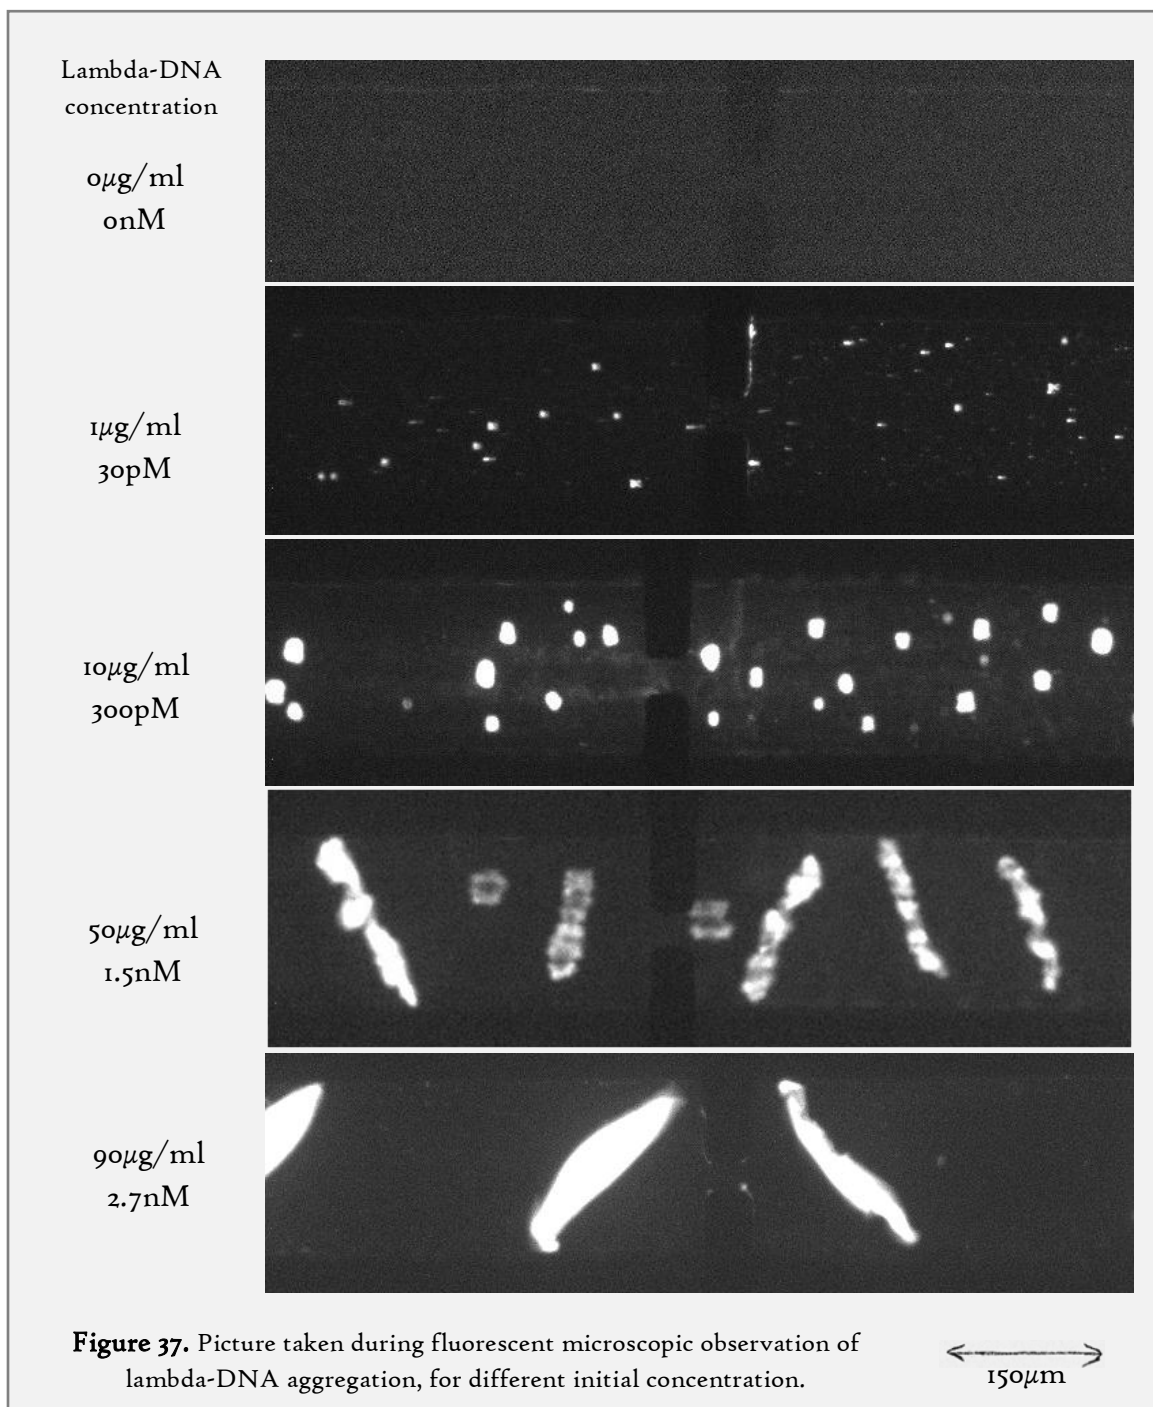 Lambda-DNA
concentration
0µg/ml
0nM
1µg/ml
30pM
10µg/ml
300pM
50µg/ml
1.5nM
90µg/ml
2.7nM
Figure 37. Picture taken during fluorescent microscopic observation of
lambda-DNA aggregation, for different initial concentration.
150µm